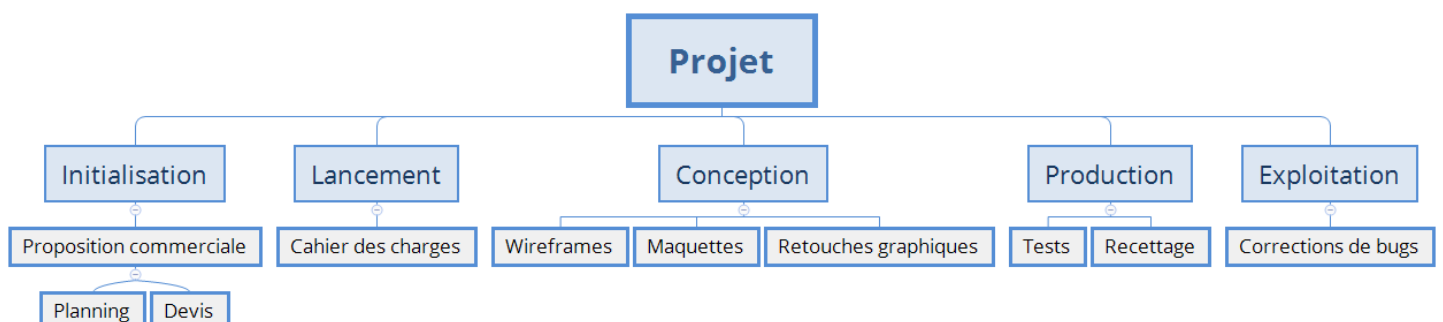 Projet
Initialisation
Lancement
Conception
Production
Exploitation
Proposition commerciale
Cahier des charges
Wireframes
Maquettes
Retouches graphiques
Tests
Recettage
Corrections de bugs
Planning
Devis